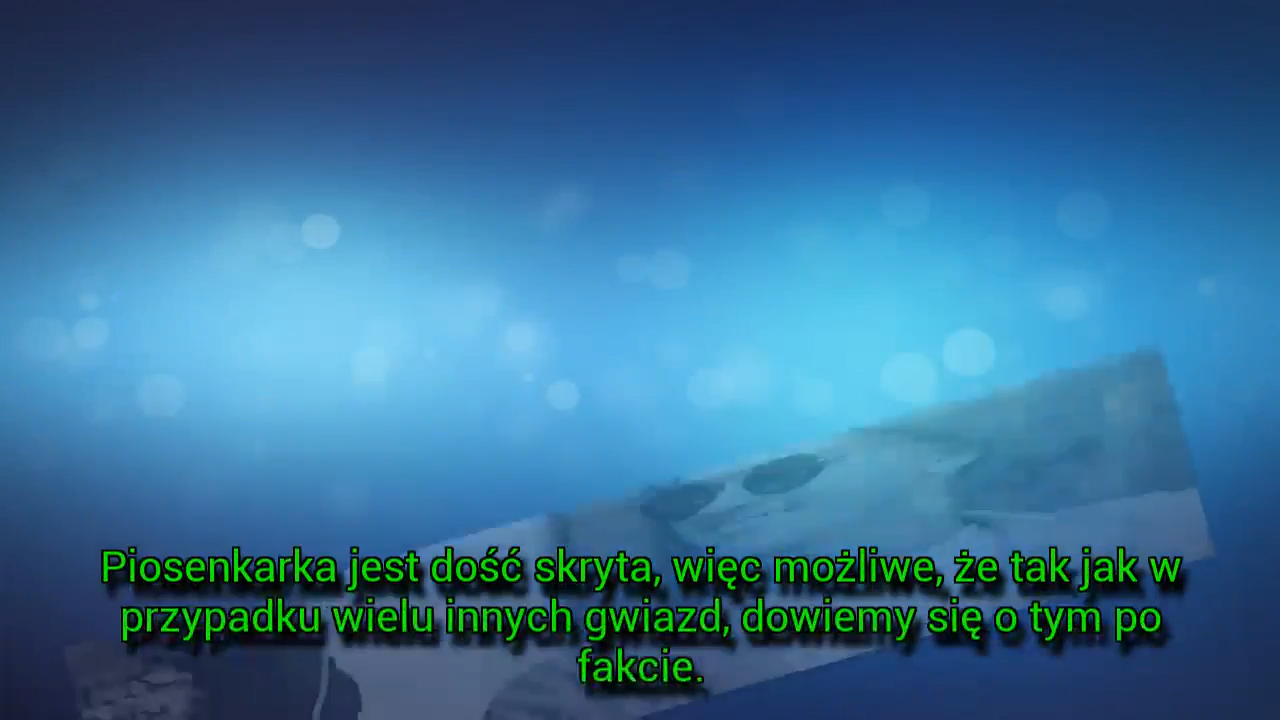 Piosenkarka jest dość skryta, więc możliwe, że tak jak w
przypadku wielu innych gwiazd, dowiemy się o tym po
fakcie.